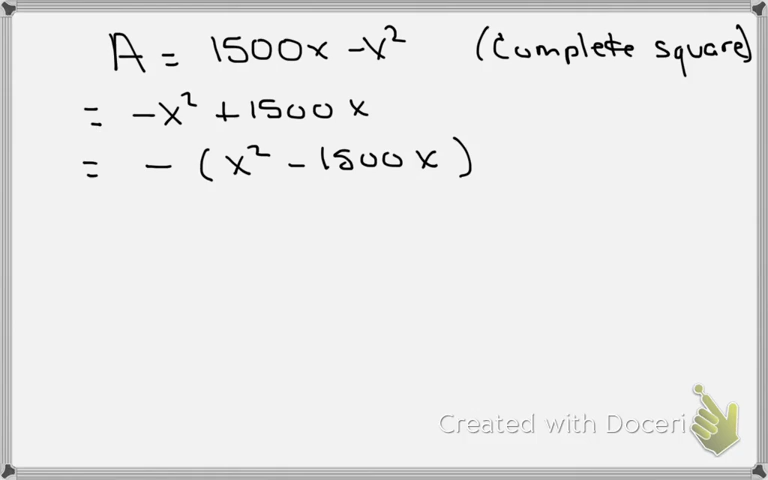 A = 1500x - x² (Complete square)
= - x² + 1500x
= - (x² - 1500x)
Created with Doceri